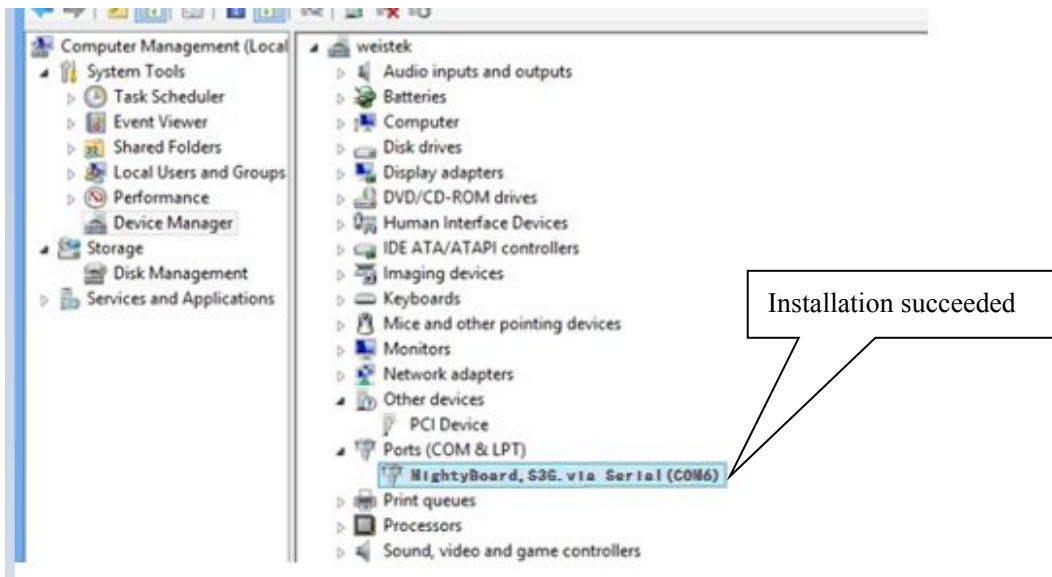 Computer Management (Local
System Tools
Task Scheduler
Event Viewer
Shared Folders
Local Users and Groups
Performance
Device Manager
Storage
Disk Management
Services and Applications
weistek
Audio inputs and outputs
Batteries
Computer
Disk drives
Display adapters
DVD/CD-ROM drives
Human Interface Devices
IDE ATA/ATAPI controllers
Imaging devices
Keyboards
Mice and other pointing devices
Monitors
Network adapters
Other devices
PCI Device
Ports (COM & LPT)
MightyBoard,S3G.via Serial(COM6)
Print queues
Processors
Sound, video and game controllers
Installation succeeded